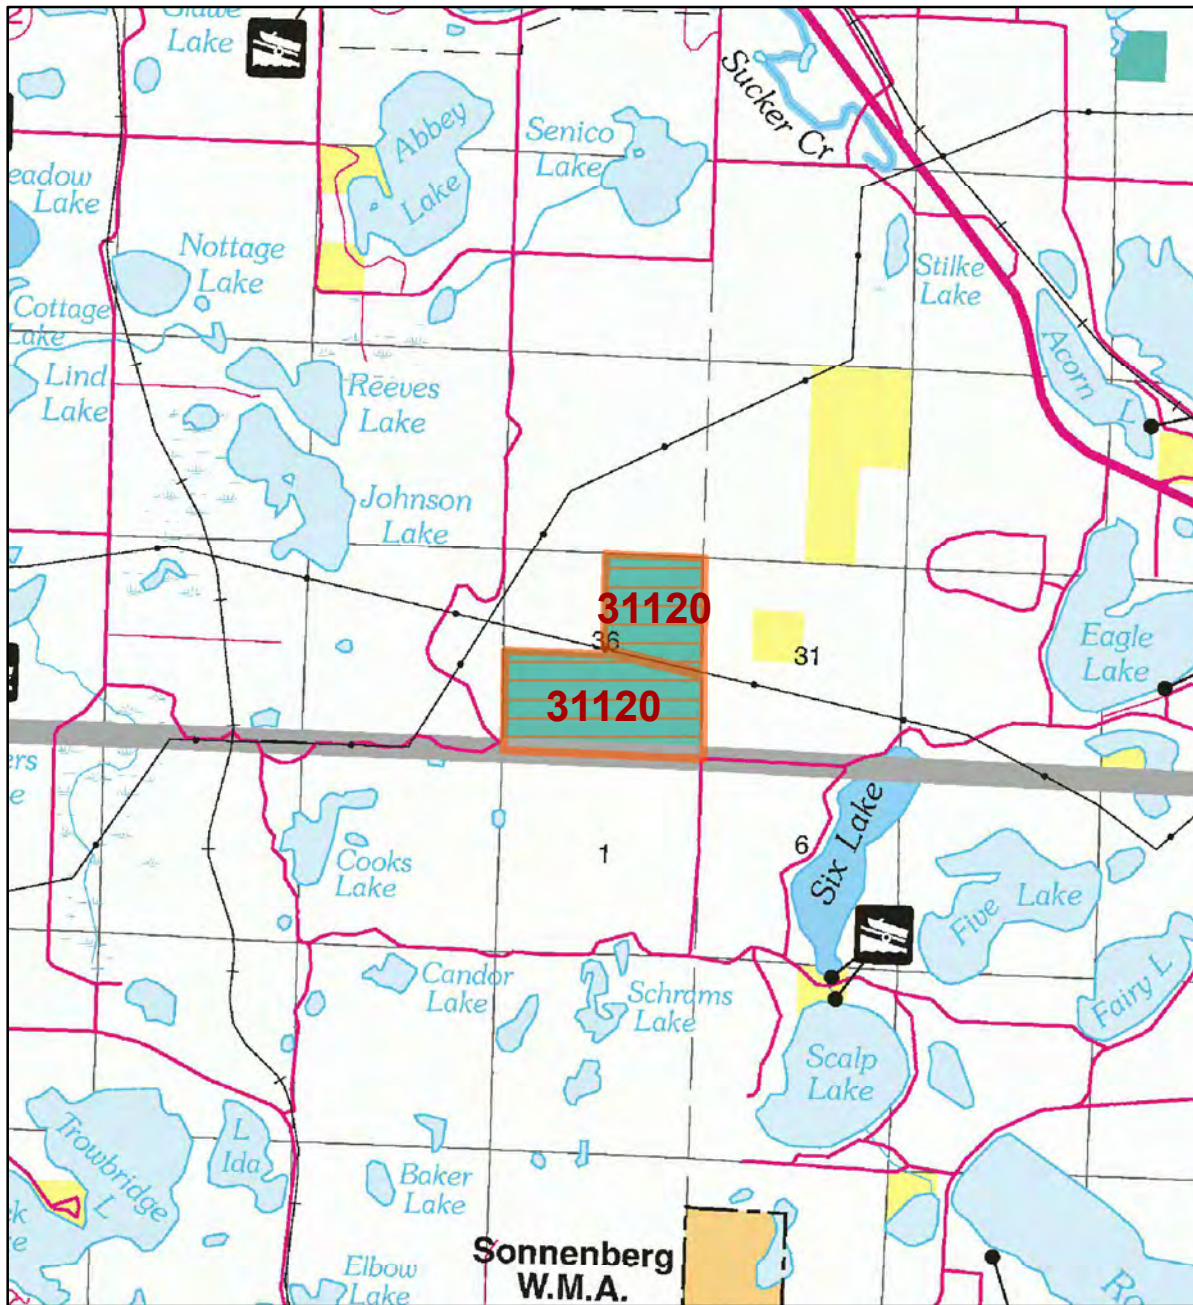 Lake
Sucker Cr
Abbey
Lake
Senico
Lake
Lake
Nottage
Lake
Stilke
Lake
Cottage
Lind
Lake
Reeves
Lake
Acorn L
Johnson
Lake
31120
36
31
Eagle
Lake
31120
Six Lake
1
6
Cooks
Lake
Five Lake
Candor
Lake
Schrams
Lake
Fairy L
Scalp
Lake
Trowbridge
L
L
Ida
Baker
Lake
Sonnenberg
W.M.A.
Elbow
Lake